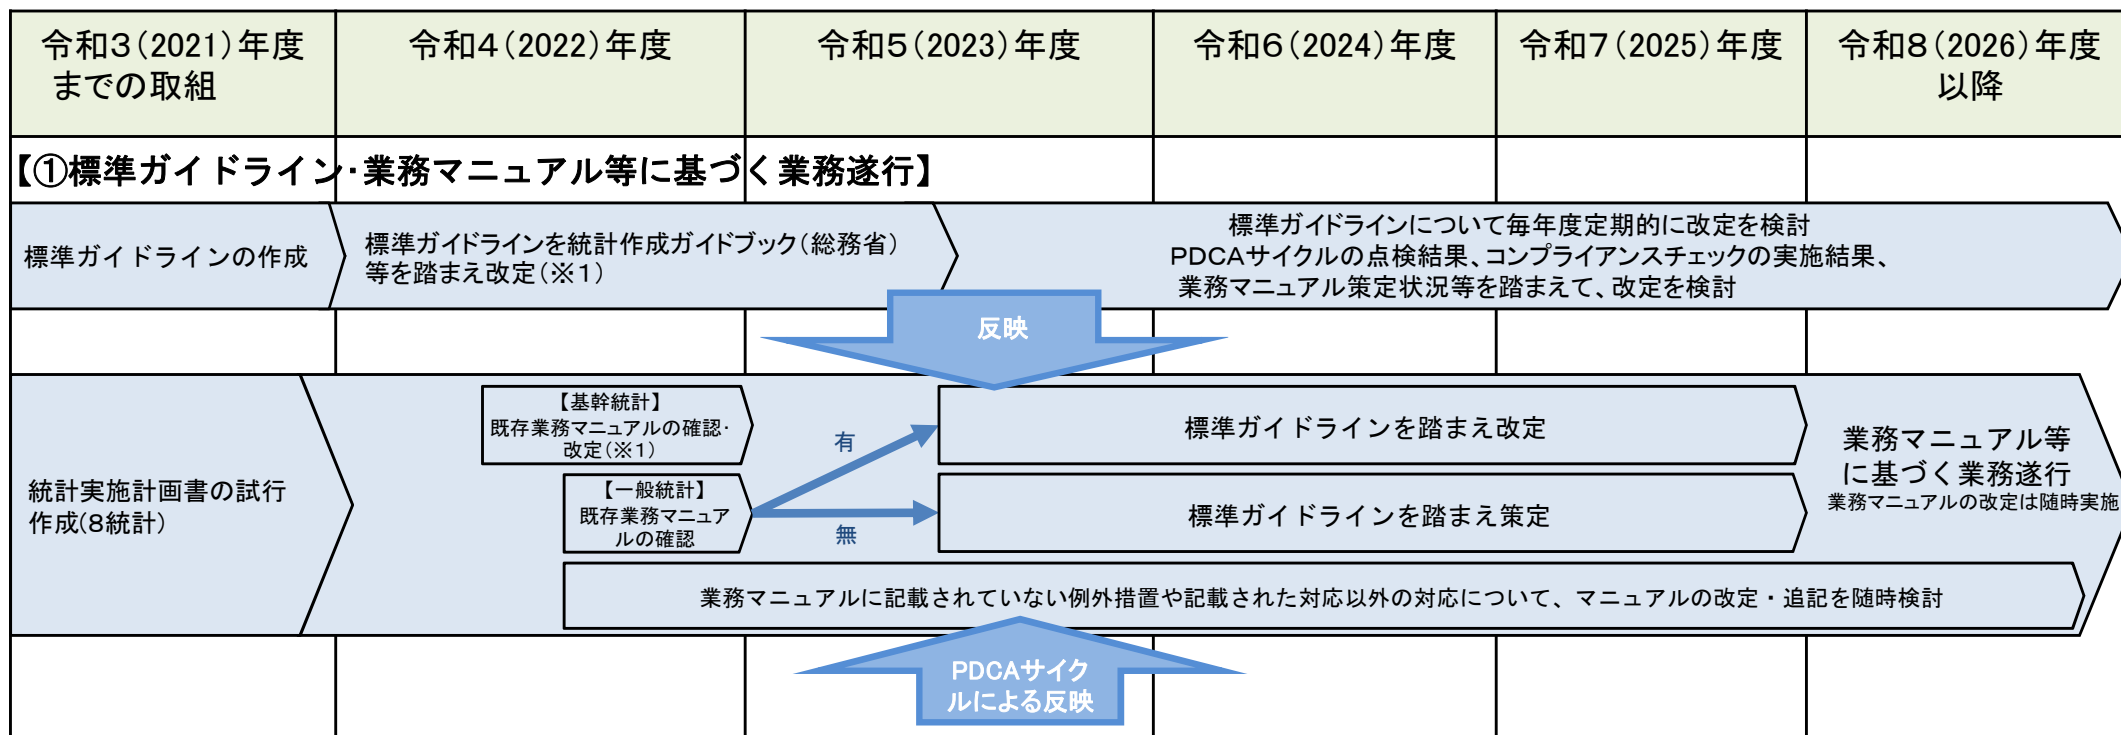 令和3(2021)年度
までの取組
令和4(2022)年度
令和5(2023)年度
令和6(2024)年度
令和7(2025)年度
令和8(2026)年度
以降
【①標準ガイドライン・業務マニュアル等に基づく業務遂行】
標準ガイドラインの作成
標準ガイドラインを統計作成ガイドブック(総務省)
等を踏まえ改定(※1)
標準ガイドラインについて毎年度定期的に改定を検討
PDCAサイクルの点検結果、コンプライアンスチェックの実施結果、
業務マニュアル策定状況等を踏まえて、改定を検討
反映
統計実施計画書の試行
作成(8統計)
【基幹統計】
既存業務マニュアルの確認・
改定(※1)
【一般統計】
既存業務マニュア
ルの確認
有
無
標準ガイドラインを踏まえ改定
標準ガイドラインを踏まえ策定
業務マニュアル等
に基づく業務遂行
業務マニュアルの改定は随時実施
業務マニュアルに記載されていない例外措置や記載された対応以外の対応について、マニュアルの改定・追記を随時検討
PDCAサイク
ルによる反映